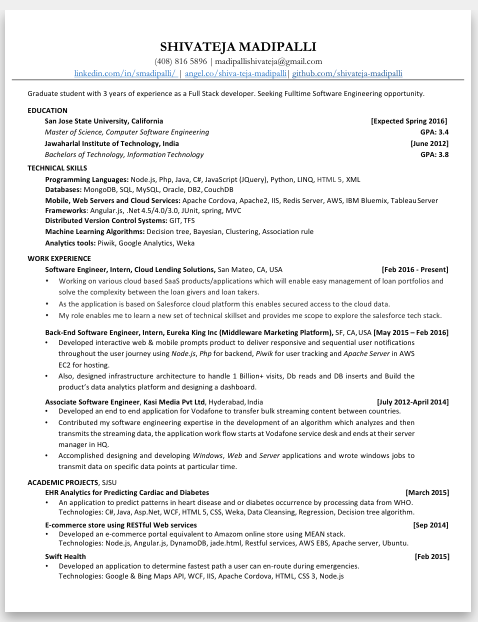 SHIVATEJA MADIPALLI
(408) 816 5896 | madipallishivateja@gmail.com
linkedin.com/in/smadipalli/ | angel.co/shiva-teja-madipalli| github.com/shivateja-madipalli
Graduate student with 3 years of experience as a Full Stack developer. Seeking Fulltime Software Engineering opportunity.
EDUCATION
San Jose State University, California [Expected Spring 2016]
Master of Science, Computer Software Engineering GPA: 3.4
Jawaharlal Institute of Technology, India [June 2012]
Bachelors of Technology, Information Technology GPA: 3.8
TECHNICAL SKILLS
Programming Languages: Node.js, Php, Java, C#, JavaScript (JQuery), Python, LINQ, HTML 5, XML
Databases: MongoDB, SQL, MySQL, Oracle, DB2, CouchDB
Mobile, Web Servers and Cloud Services: Apache Cordova, Apache2, IIS, Redis Server, AWS, IBM Bluemix, Tableau Server
Frameworks: Angular.js, .Net 4.5/4.0/3.0, JUnit, spring, MVC
Distributed Version Control Systems: GIT, TFS
Machine Learning Algorithms: Decision tree, Bayesian, Clustering, Association rule
Analytics tools: Piwik, Google Analytics, Weka
WORK EXPERIENCE
Software Engineer, Intern, Cloud Lending Solutions, San Mateo, CA, USA [Feb 2016 - Present]
• Working on various cloud based SaaS products/applications which will enable easy management of loan portfolios and
solve the complexity between the loan givers and loan takers.
• As the application is based on Salesforce cloud platform this enables secured access to the cloud data.
• My role enables me to learn a new set of technical skillset and provides me scope to explore the salesforce tech stack.
Back-End Software Engineer, Intern, Eureka King Inc (Middleware Marketing Platform), SF, CA, USA [May 2015 – Feb 2016]
• Developed interactive web & mobile prompts product to deliver responsive and sequential user notifications
throughout the user journey using Node.js, Php for backend, Piwik for user tracking and Apache Server in AWS
EC2 for hosting.
• Also, designed infrastructure architecture to handle 1 Billion+ visits, Db reads and DB inserts and Build the
product's data analytics platform and designing a dashboard.
Associate Software Engineer, Kasi Media Pvt Ltd, Hyderabad, India [July 2012-April 2014]
• Developed an end to end application for Vodafone to transfer bulk streaming content between countries.
• Contributed my software engineering expertise in the development of an algorithm which analyzes and then
transmits the streaming data, the application work flow starts at Vodafone service desk and ends at their server
manager in HQ.
• Accomplished designing and developing Windows, Web and Server applications and wrote windows jobs to
transmit data on specific data points at particular time.
ACADEMIC PROJECTS, SJSU
EHR Analytics for Predicting Cardiac and Diabetes [March 2015]
• An application to predict patterns in heart disease and or diabetes occurrence by processing data from WHO.
Technologies: C#, Java, Asp.Net, WCF, HTML 5, CSS, Weka, Data Cleansing, Regression, Decision tree algorithm.
E-commerce store using RESTful Web services [Sep 2014]
• Developed an e-commerce portal equivalent to Amazom online store using MEAN stack.
Technologies: Node.js, Angular.js, DynamoDB, jade.html, Restful services, AWS EBS, Apache server, Ubuntu.
Swift Health [Feb 2015]
• Developed an application to determine fastest path a user can en-route during emergencies.
Technologies: Google & Bing Maps API, WCF, IIS, Apache Cordova, HTML, CSS 3, Node.js